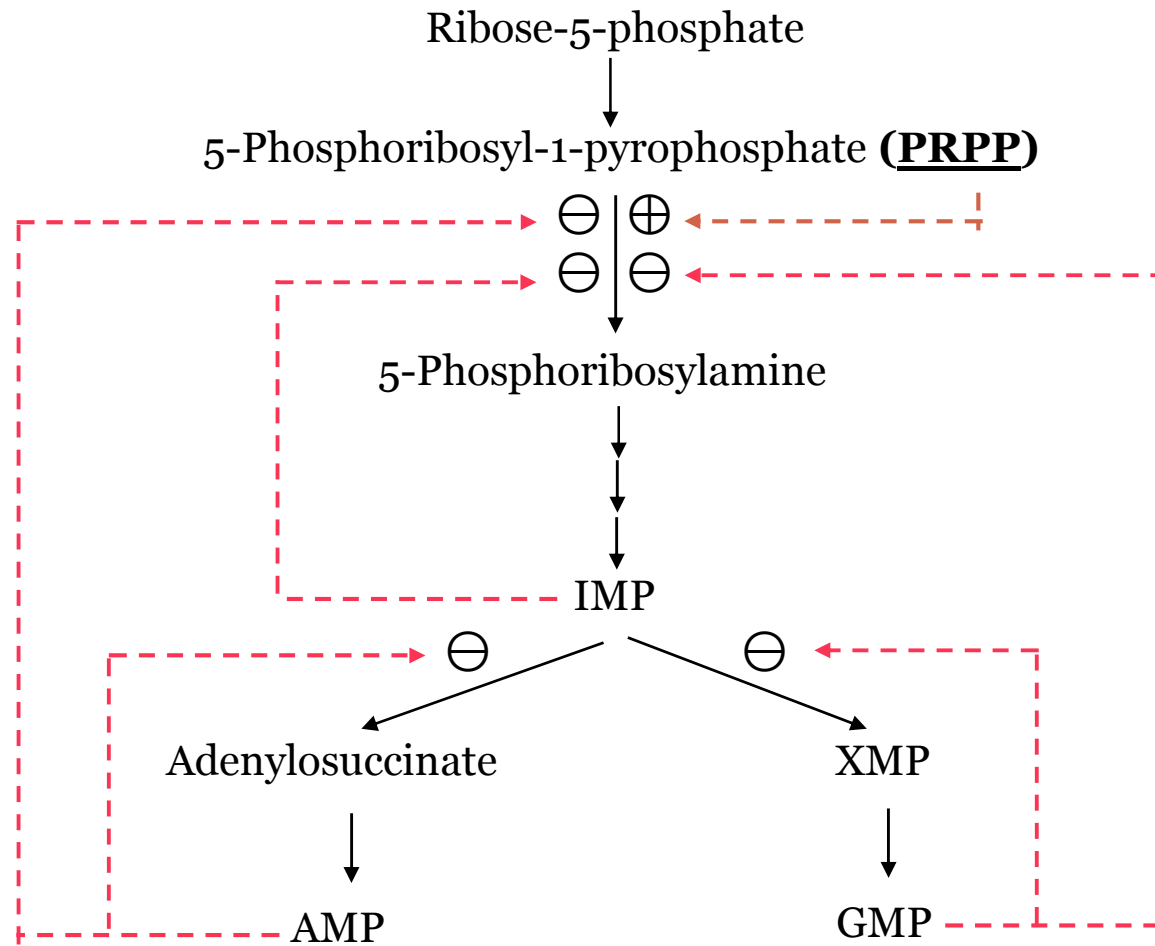 Ribose-5-phosphate
5-Phosphoribosyl-1-pyrophosphate (PRPP)
5-Phosphoribosylamine
IMP
Adenylosuccinate
XMP
AMP
GMP